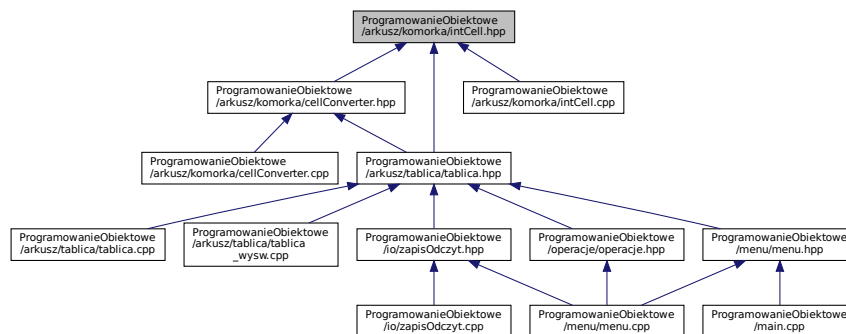 ProgramowanieObiektowe
/arkusz/komorka/intCell.hpp
ProgramowanieObiektowe
/arkusz/komorka/cellConverter.hpp
ProgramowanieObiektowe
/arkusz/komorka/intCell.cpp
ProgramowanieObiektowe
/arkusz/komorka/cellConverter.cpp
ProgramowanieObiektowe
/arkusz/tablica/tablica.hpp
ProgramowanieObiektowe
/arkusz/tablica/tablica.cpp
ProgramowanieObiektowe
/arkusz/tablica/tablica
_wysw.cpp
ProgramowanieObiektowe
/io/zapisOdczyt.hpp
ProgramowanieObiektowe
/operacje/operacje.hpp
ProgramowanieObiektowe
/menu/menu.hpp
ProgramowanieObiektowe
/io/zapisOdczyt.cpp
ProgramowanieObiektowe
/menu/menu.cpp
ProgramowanieObiektowe
/main.cpp